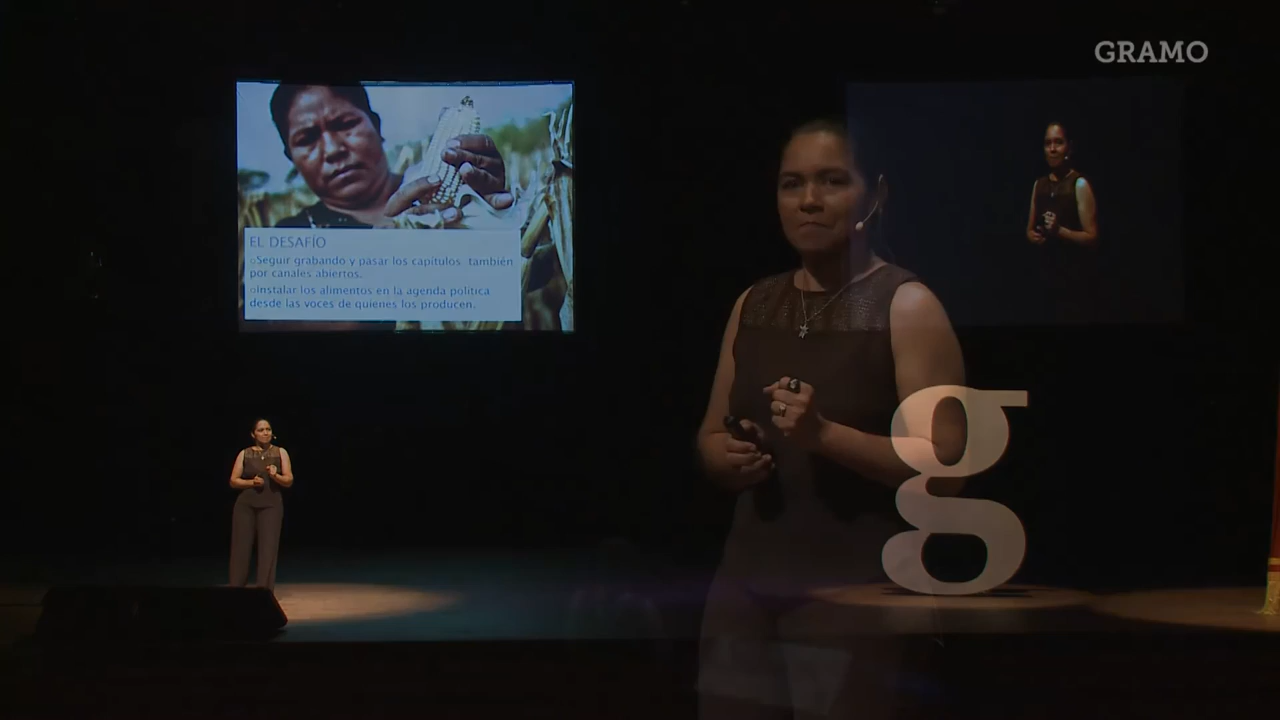 GRAMO
EL DESAFÍO
○Seguir grabando y pasar los capítulos también
por canales abiertos.
○Instalar los alimentos en la agenda política
desde las voces de quienes los producen.
g